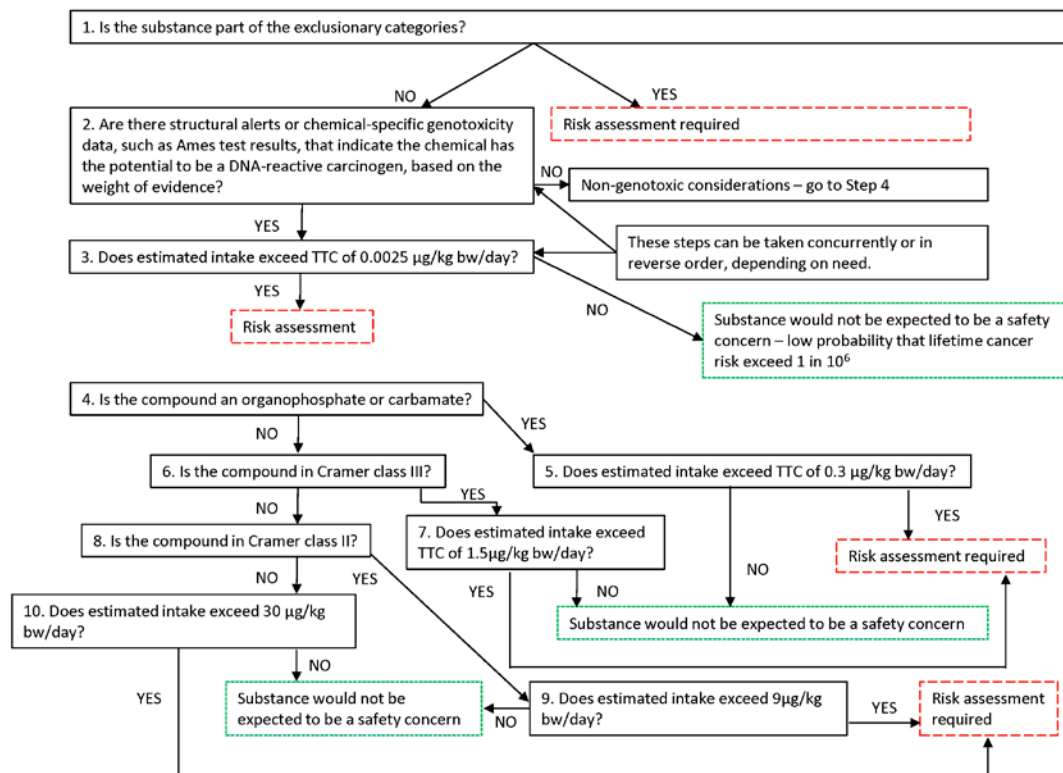 1. Is the substance part of the exclusionary categories?
NO
YES
2. Are there structural alerts or chemical-specific genotoxicity
data, such as Ames test results, that indicate the chemical has
the potential to be a DNA-reactive carcinogen, based on the
weight of evidence?
Risk assessment required
NO
Non-genotoxic considerations – go to Step 4
YES
These steps can be taken concurrently or in
reverse order, depending on need.
3. Does estimated intake exceed TTC of 0.0025 µg/kg bw/day?
YES
NO
Risk assessment
Substance would not be expected to be a safety
concern – low probability that lifetime cancer
risk exceed 1 in 10⁶
4. Is the compound an organophosphate or carbamate?
NO
YES
6. Is the compound in Cramer class III?
5. Does estimated intake exceed TTC of 0.3 µg/kg bw/day?
NO
YES
YES
8. Is the compound in Cramer class II?
7. Does estimated intake exceed
TTC of 1.5µg/kg bw/day?
Risk assessment required
NO
YES
YES
NO
NO
10. Does estimated intake exceed 30 µg/kg
bw/day?
Substance would not be expected to be a safety concern
NO
YES
Substance would not be
expected to be a safety concern
NO
9. Does estimated intake exceed 9µg/kg
bw/day?
YES
Risk assessment
required